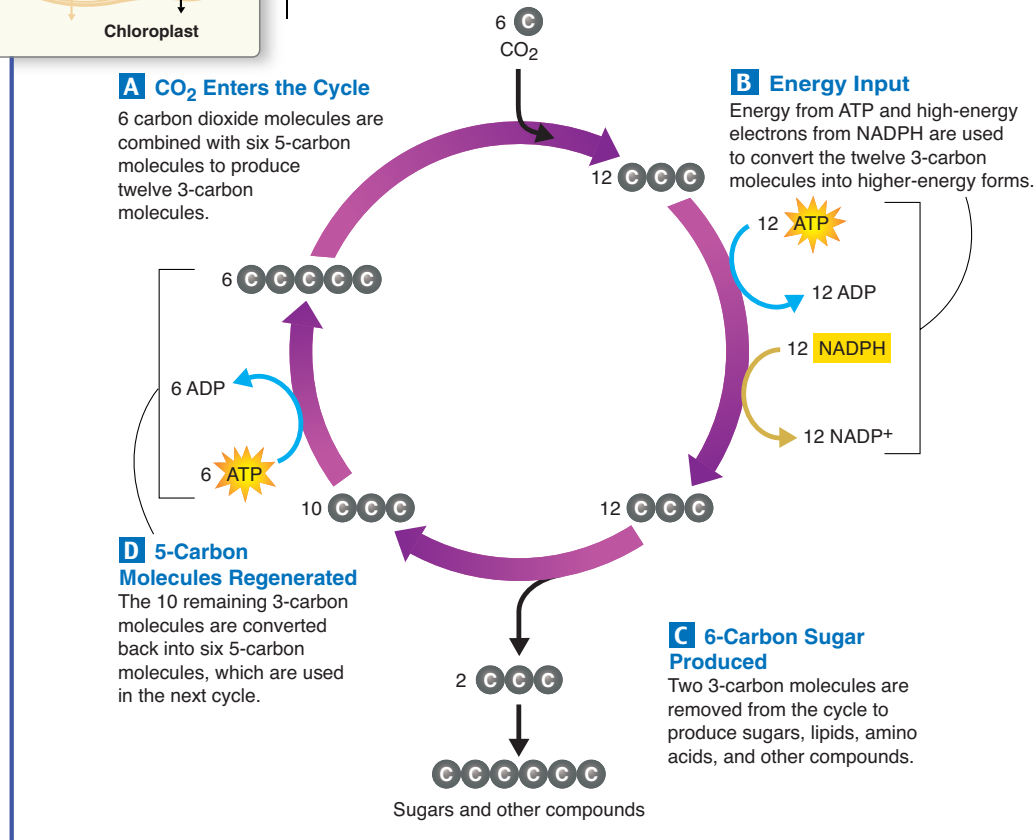 Chloroplast
6 C
CO2
A CO2 Enters the Cycle
6 carbon dioxide molecules are
combined with six 5-carbon
molecules to produce
twelve 3-carbon
molecules.
B Energy Input
Energy from ATP and high-energy
electrons from NADPH are used
to convert the twelve 3-carbon
molecules into higher-energy forms.
12 C C C
12 ATP
12 ADP
12 NADPH
12 NADP+
6 C C C C C
6 ADP
6 ATP
10 C C C
12 C C C
D 5-Carbon
Molecules Regenerated
The 10 remaining 3-carbon
molecules are converted
back into six 5-carbon
molecules, which are used
in the next cycle.
C 6-Carbon Sugar
Produced
Two 3-carbon molecules are
removed from the cycle to
produce sugars, lipids, amino
acids, and other compounds.
2 C C C
C C C C C C
Sugars and other compounds